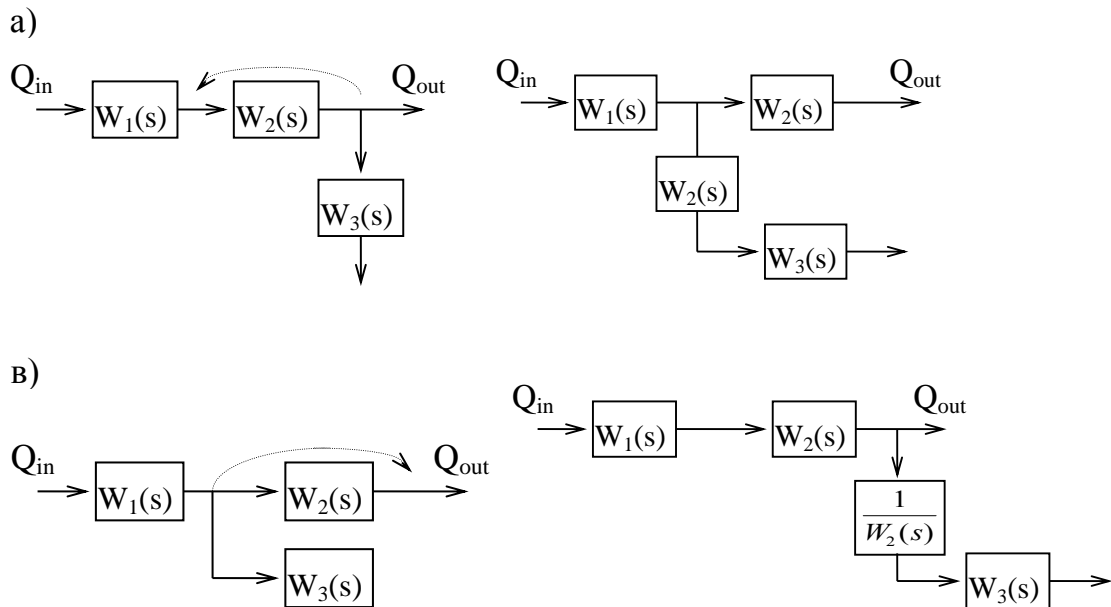 а)
Q_in W_1(s) W_2(s) Q_out
W_3(s)
Q_in W_1(s) W_2(s) Q_out
W_2(s)
W_3(s)
в)
Q_in W_1(s) W_2(s) Q_out
W_3(s)
Q_in W_1(s) W_2(s) Q_out
1
W_2(s)
W_3(s)